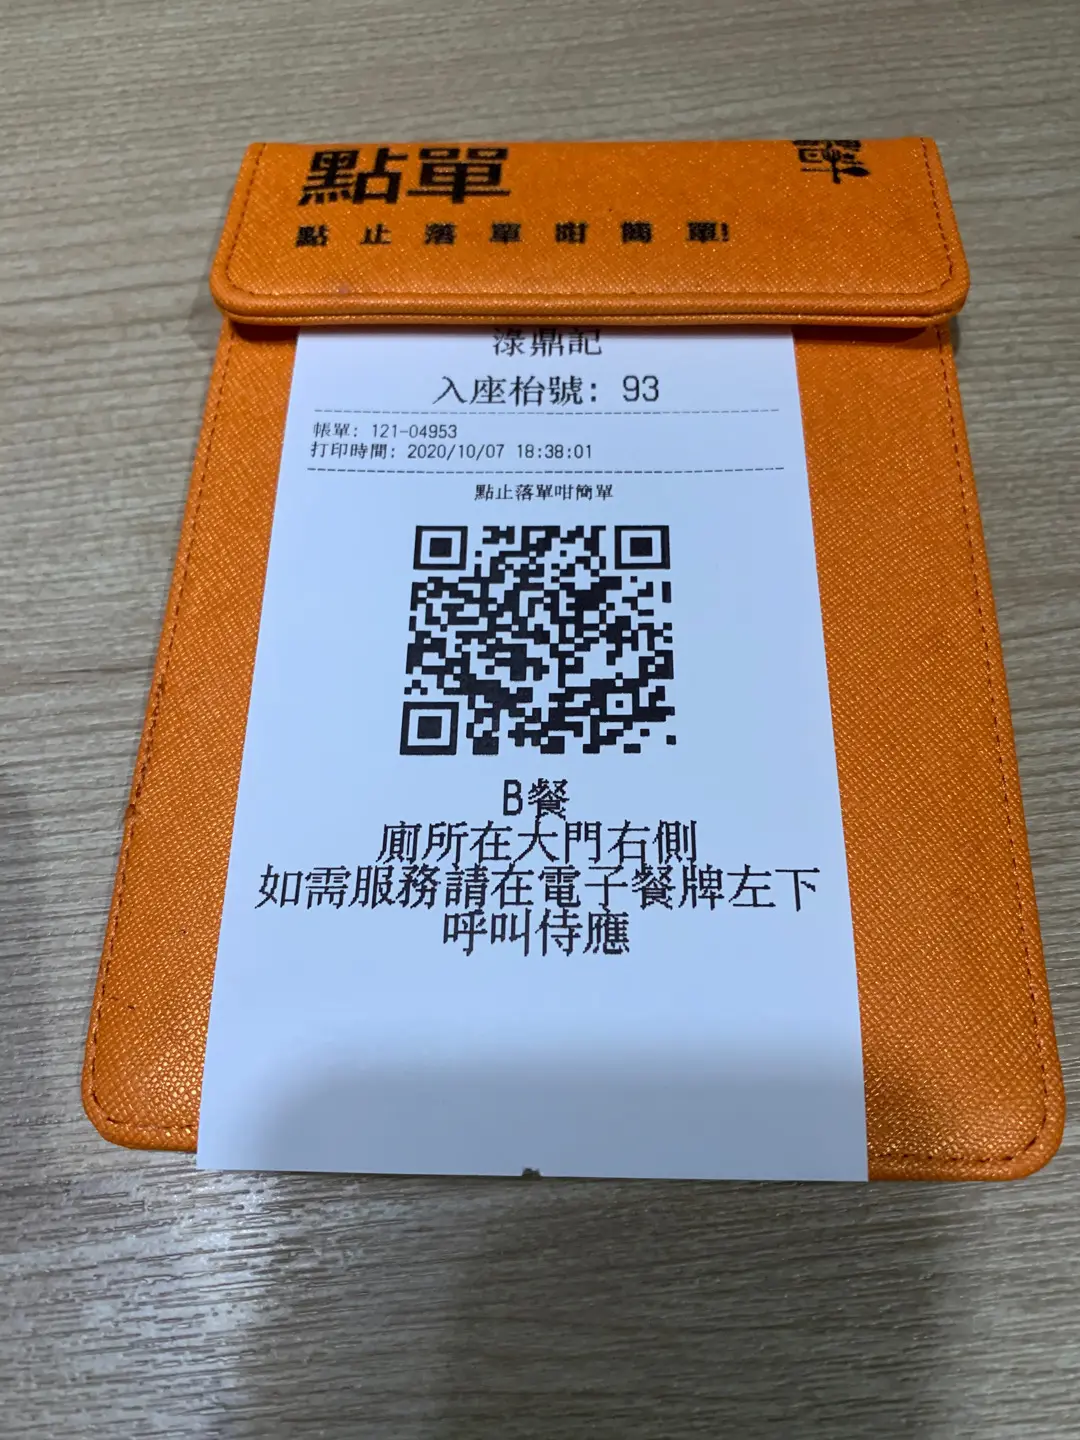 點單
點止落單咁簡單!
淥鼎記
入座枱號: 93
帳單: 121-04953
打印時間: 2020/10/07 18:38:01
點止落單咁簡單
B餐
廁所在大門右側
如需服務請在電子餐牌左下
呼叫侍應